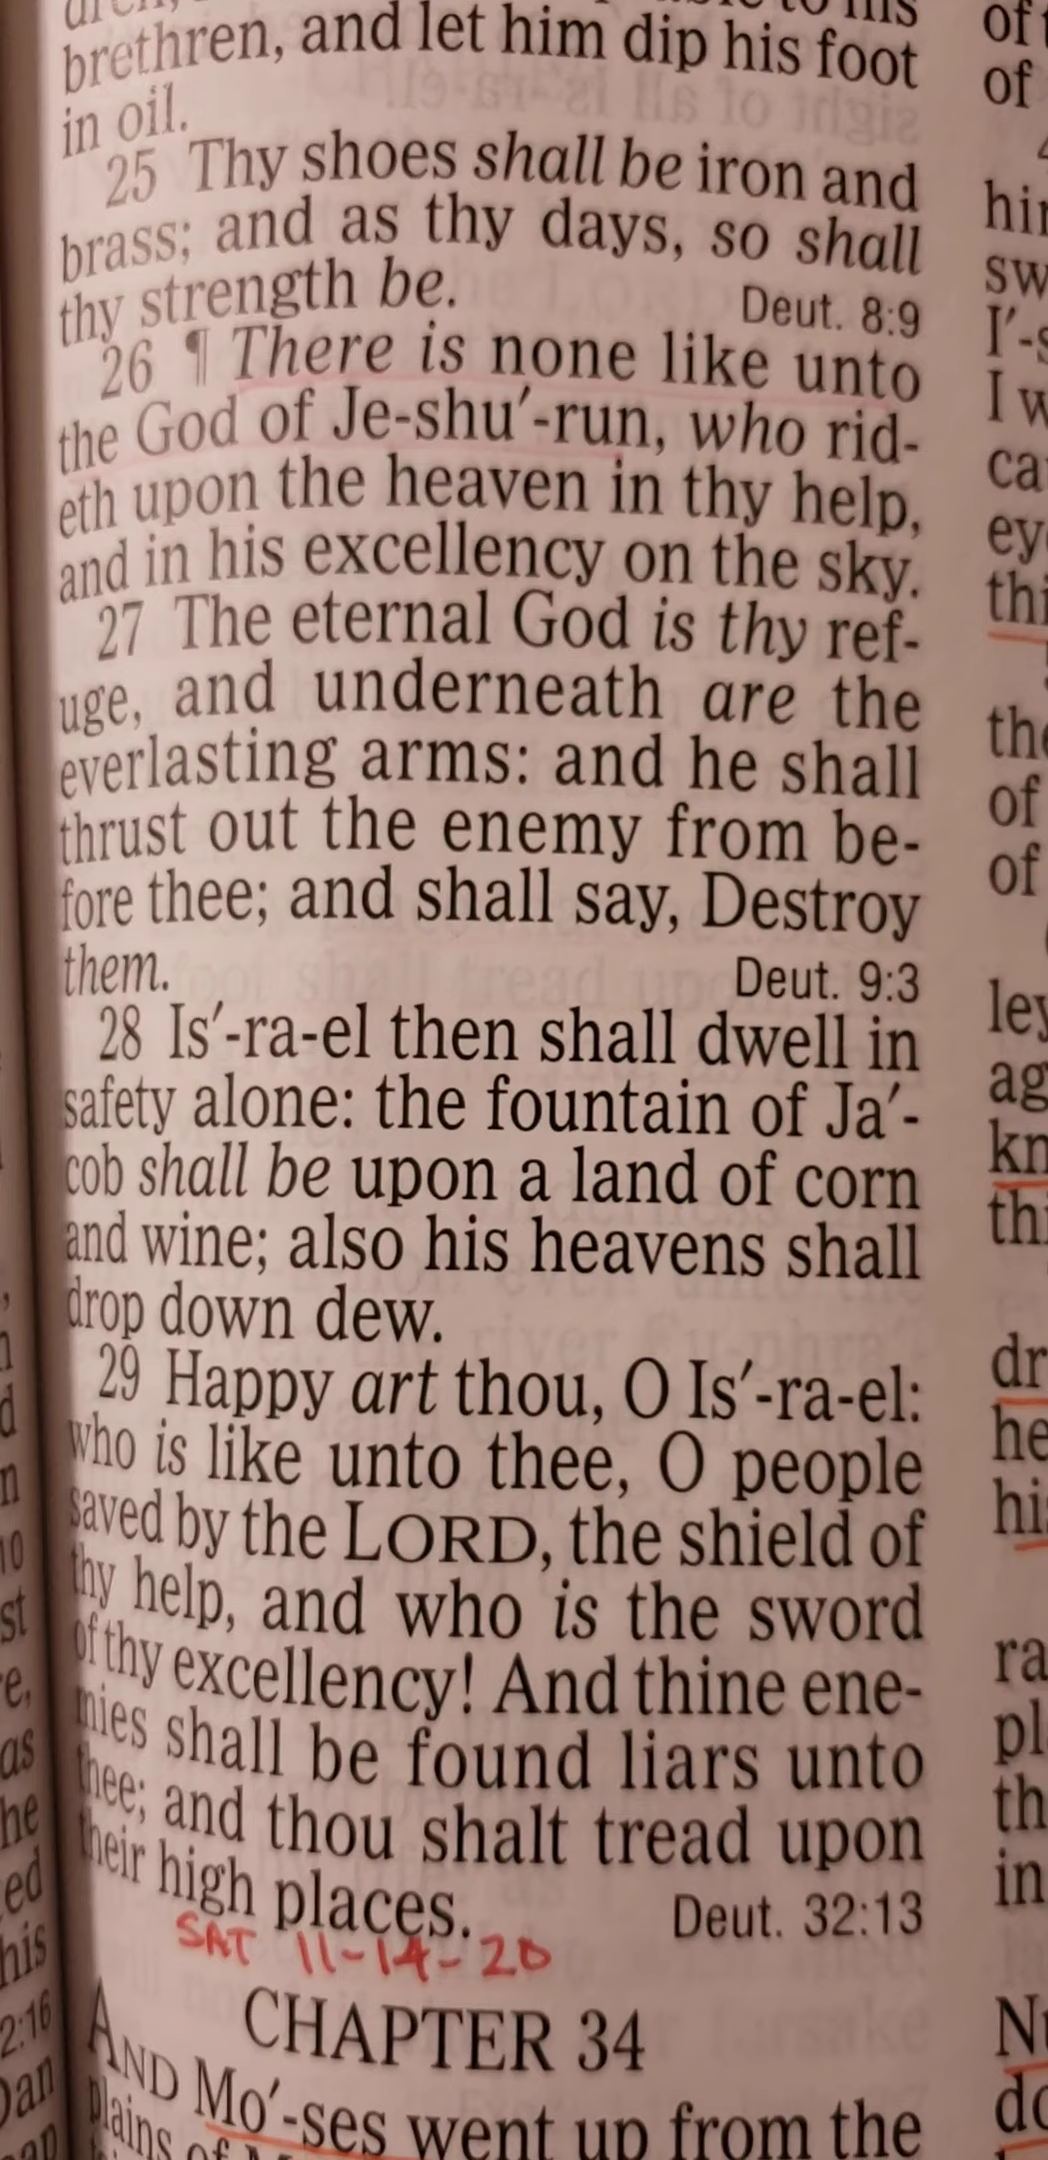 brethren, and let him dip his foot
in oil.
25 Thy shoes shall be iron and
brass; and as thy days, so shall
thy strength be. Deut. 8:9
26 ¶ There is none like unto
the God of Je-shu′-run, who rid-
eth upon the heaven in thy help,
and in his excellency on the sky.
27 The eternal God is thy ref-
uge, and underneath are the
everlasting arms: and he shall
thrust out the enemy from be-
fore thee; and shall say, Destroy
them. Deut. 9:3
28 Is′-ra-el then shall dwell in
safety alone: the fountain of Ja′-
cob shall be upon a land of corn
and wine; also his heavens shall
drop down dew.
29 Happy art thou, O Is′-ra-el:
who is like unto thee, O people
saved by the LORD, the shield of
thy help, and who is the sword
of thy excellency! And thine ene-
mies shall be found liars unto
thee; and thou shalt tread upon
their high places. Deut. 32:13
SAT 11-14-20
CHAPTER 34
AND Mo′-ses went up from the
plains of